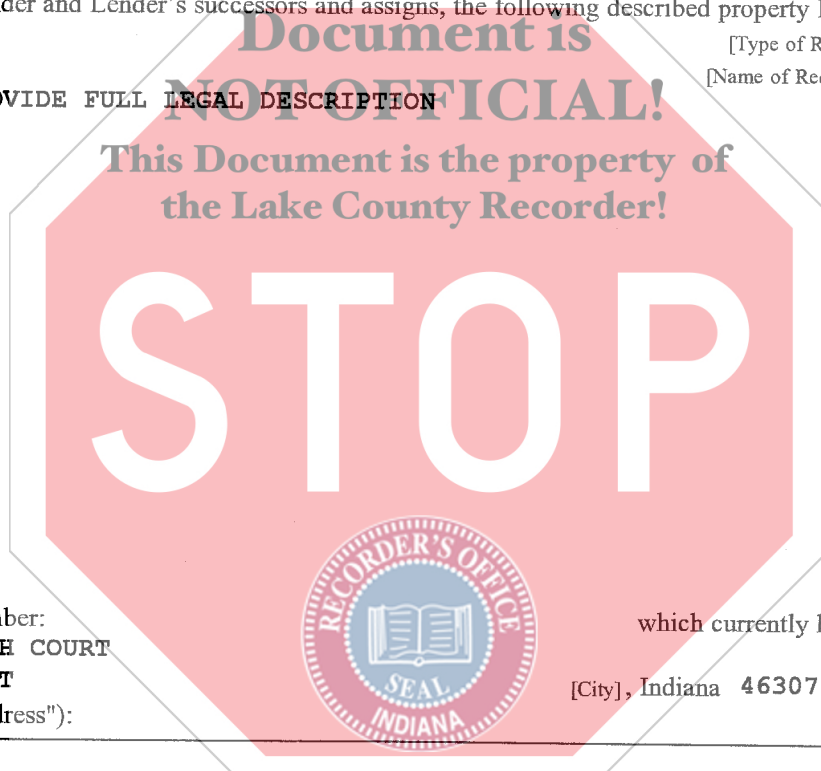 der and Lender's successors and assigns, the following described property
Document is
[Type of R
NOT OFFICIAL!
[Name of Rec
VIDE FULL LEGAL DESCRIPTION
This Document is the property of
the Lake County Recorder!
STOP
RECORDER'S OFFICE
SEAL
INDIANA
ber:
which currently
H COURT
T
[City], Indiana 46307
ress"):